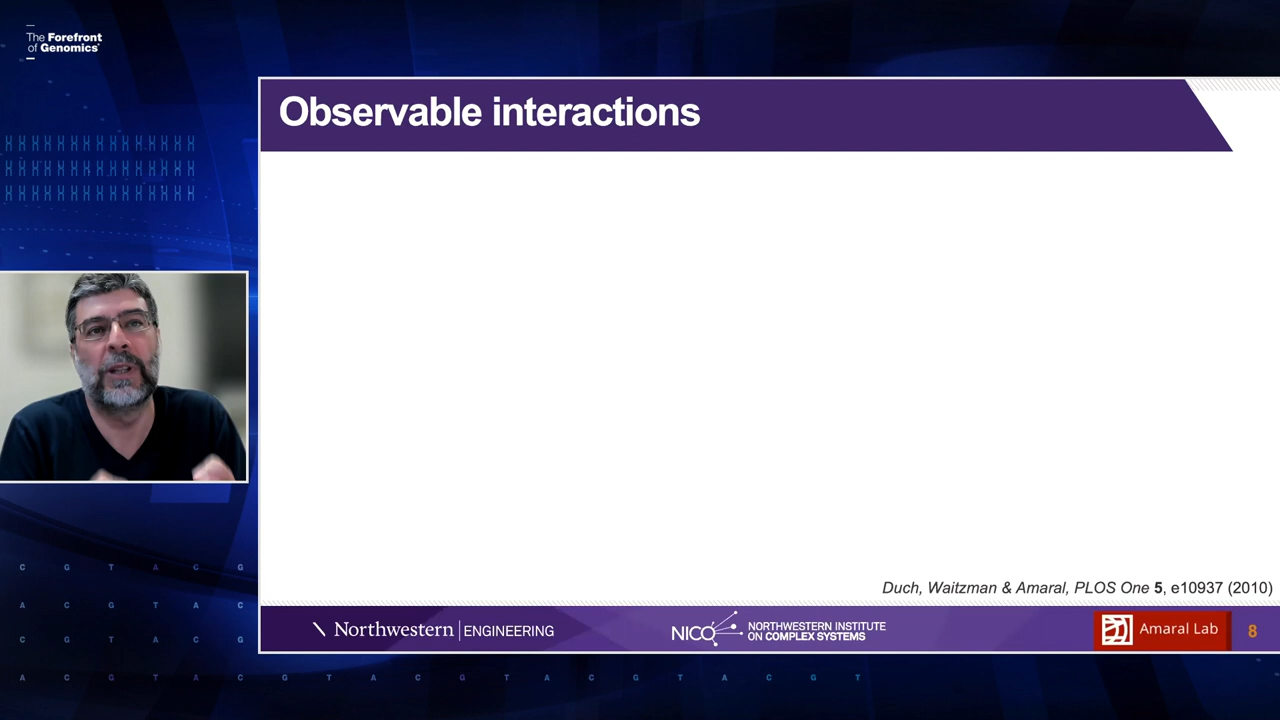 The Forefront
of Genomics®
Observable interactions
Duch, Waitzman & Amaral, PLOS One 5, e10937 (2010)
Northwestern | ENGINEERING
NICO NORTHWESTERN INSTITUTE
ON COMPLEX SYSTEMS
Amaral Lab
8
C G T A C G
A C G T A C
C G T A C G
A C G T A C G T A C G T A C G T A C G T